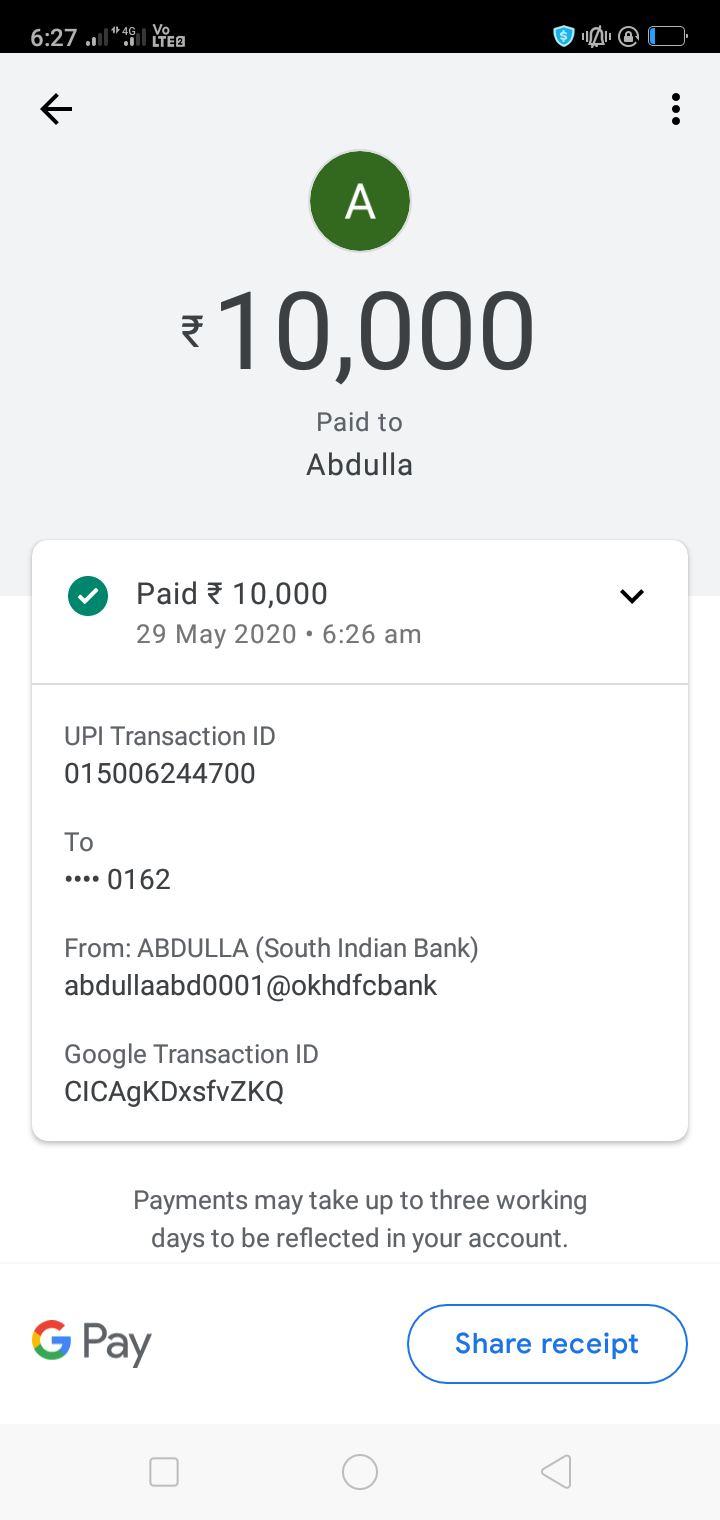 6:27 4G Vo LTE2
A
₹10,000
Paid to
Abdulla
Paid ₹ 10,000
29 May 2020 • 6:26 am
UPI Transaction ID
015006244700
To
•••• 0162
From: ABDULLA (South Indian Bank)
abdullaabd0001@okhdfcbank
Google Transaction ID
CICAgKDxsfvZKQ
Payments may take up to three working
days to be reflected in your account.
G Pay
Share receipt